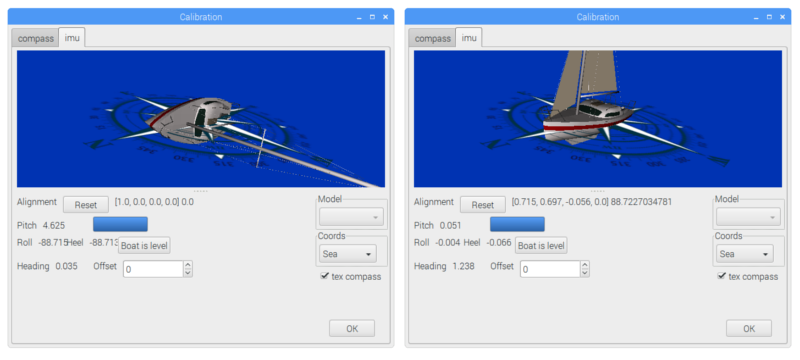 Calibration
compass imu
Alignment Reset [1.0, 0.0, 0.0, 0.0] 0.0
Model
Pitch 4.625
Coords
Roll -88.715 Heel -88.713 Boat is level
Sea
Heading 0.035 Offset 0
tex compass
OK
Calibration
compass imu
Alignment Reset [0.715, 0.697, -0.056, 0.0] 88.7227034781
Model
Pitch 0.051
Coords
Roll -0.004 Heel -0.066 Boat is level
Sea
Heading 1.238 Offset 0
tex compass
OK